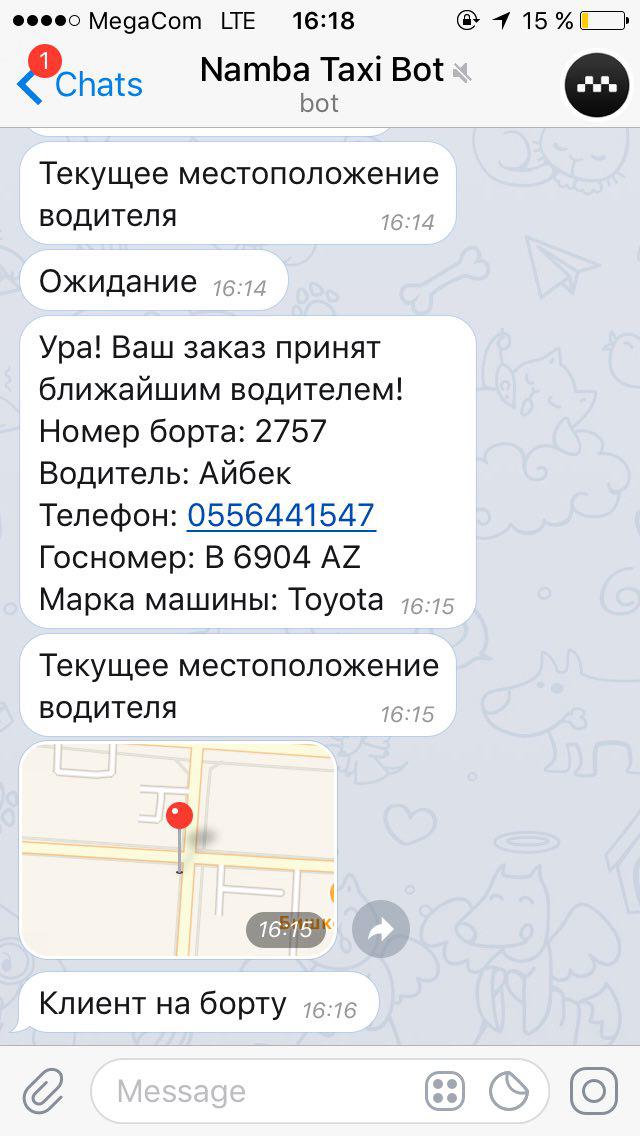 MegaCom LTE 16:18 15 %
1
Chats
Namba Taxi Bot
bot
Текущее местоположение
водителя 16:14
Ожидание 16:14
Ура! Ваш заказ принят
ближайшим водителем!
Номер борта: 2757
Водитель: Айбек
Телефон: 0556441547
Госномер: B 6904 AZ
Марка машины: Toyota 16:15
Текущее местоположение
водителя 16:15
16:15
Клиент на борту 16:16
Message